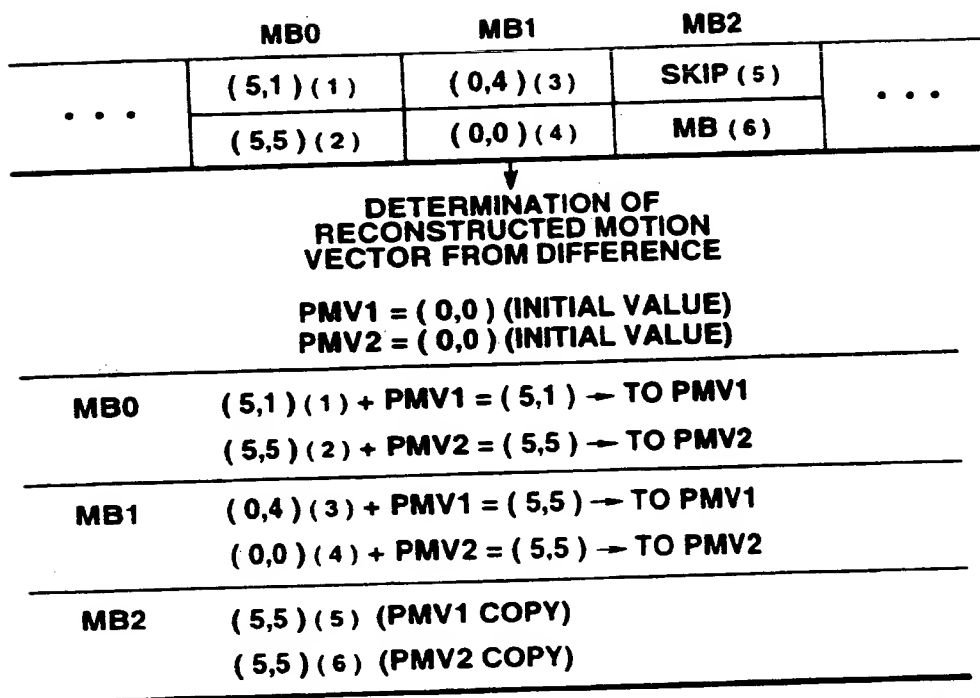 MB0 MB1 MB2
. . . ( 5,1 ) ( 1 ) ( 0,4 ) ( 3 ) SKIP ( 5 ) . . .
( 5,5 ) ( 2 ) ( 0,0 ) ( 4 ) MB ( 6 )
DETERMINATION OF
RECONSTRUCTED MOTION
VECTOR FROM DIFFERENCE
PMV1 = ( 0,0 ) (INITIAL VALUE)
PMV2 = ( 0,0 ) (INITIAL VALUE)
MB0 ( 5,1 ) ( 1 ) + PMV1 = ( 5,1 ) → TO PMV1
( 5,5 ) ( 2 ) + PMV2 = ( 5,5 ) → TO PMV2
MB1 ( 0,4 ) ( 3 ) + PMV1 = ( 5,5 ) → TO PMV1
( 0,0 ) ( 4 ) + PMV2 = ( 5,5 ) → TO PMV2
MB2 ( 5,5 ) ( 5 ) (PMV1 COPY)
( 5,5 ) ( 6 ) (PMV2 COPY)